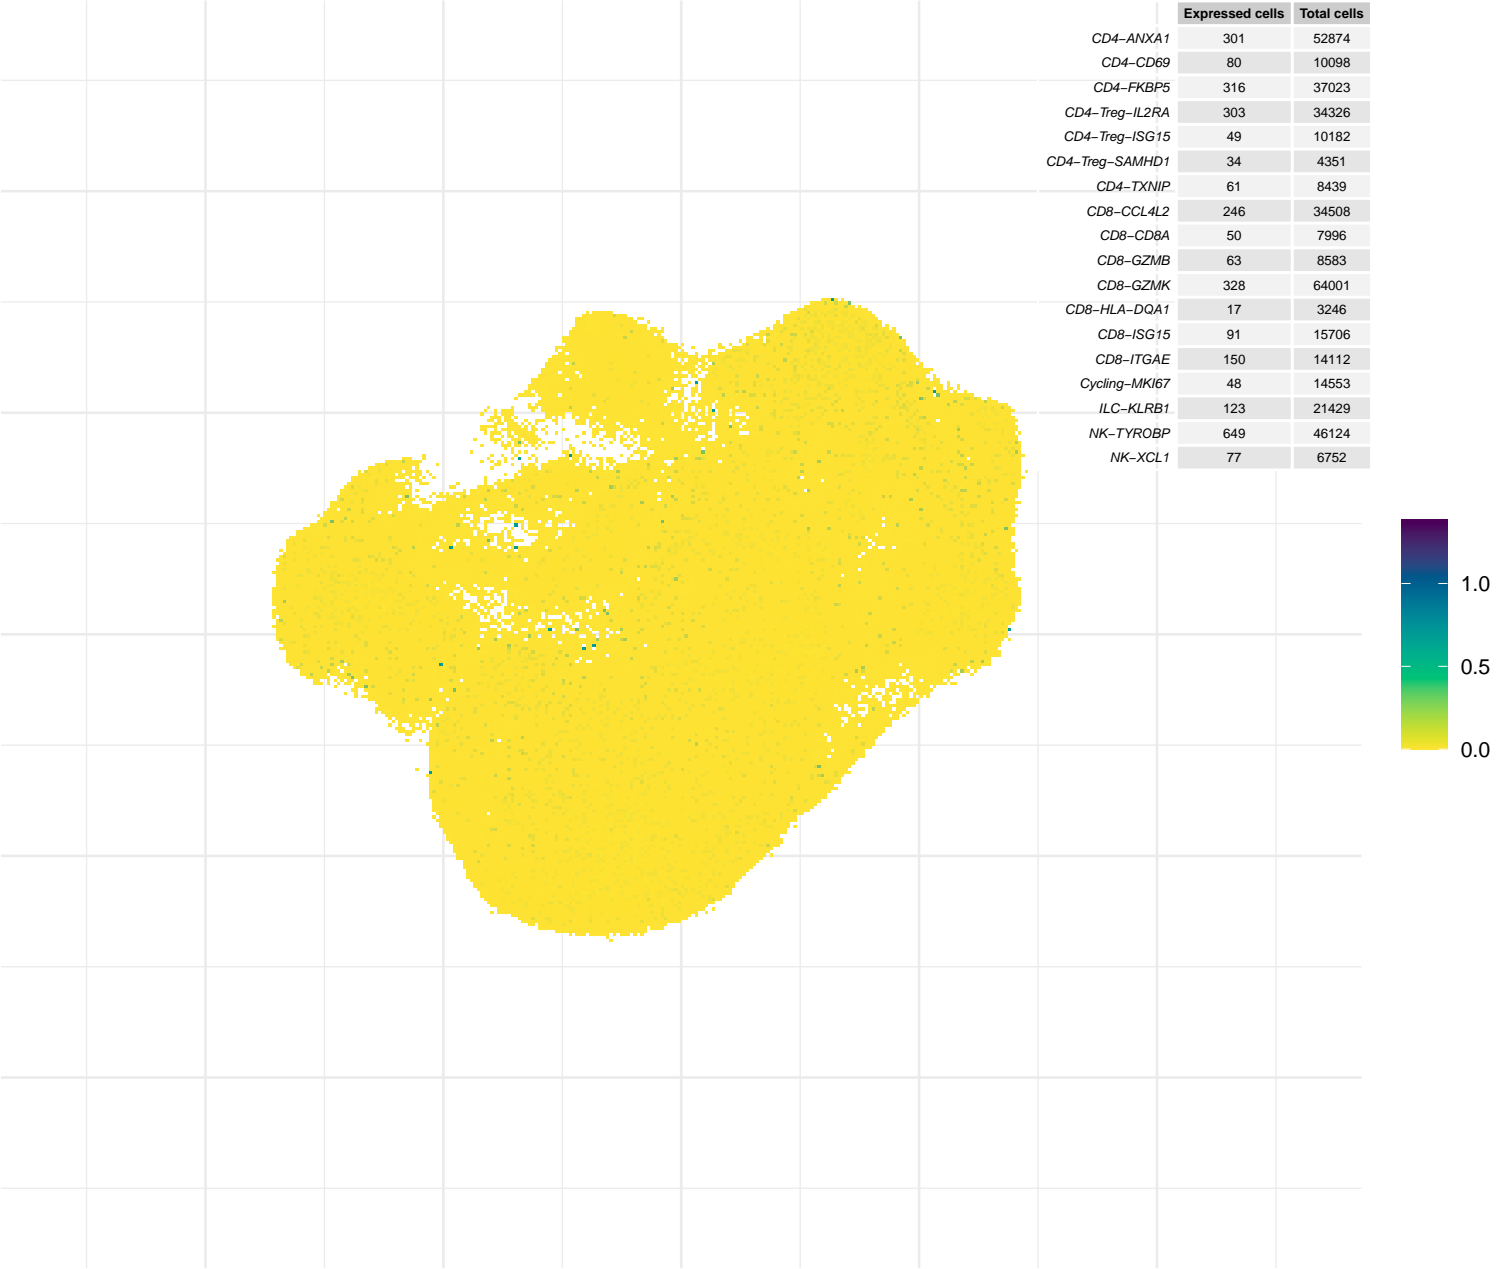 Expressed cells Total cells
CD4−ANXA1 301 52874
CD4−CD69 80 10098
CD4−FKBP5 316 37023
CD4−Treg−IL2RA 303 34326
CD4−Treg−ISG15 49 10182
CD4−Treg−SAMHD1 34 4351
CD4−TXNIP 61 8439
CD8−CCL4L2 246 34508
CD8−CD8A 50 7996
CD8−GZMB 63 8583
CD8−GZMK 328 64001
CD8−HLA−DQA1 17 3246
CD8−ISG15 91 15706
CD8−ITGAE 150 14112
Cycling−MKI67 48 14553
ILC−KLRB1 123 21429
NK−TYROBP 649 46124
NK−XCL1 77 6752
1.0
0.5
0.0